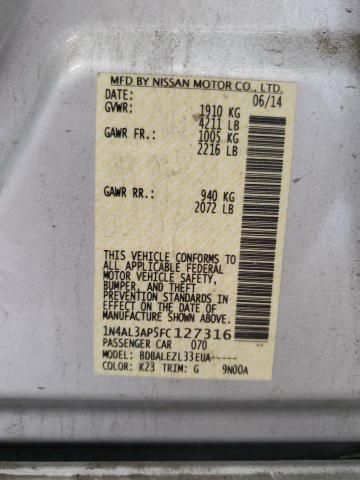 MFD BY NISSAN MOTOR CO., LTD.
DATE: 06/14
GVWR: 1910 KG
4211 LB
GAWR FR.: 1005 KG
2216 LB
GAWR RR.: 940 KG
2072 LB
THIS VEHICLE CONFORMS TO
ALL APPLICABLE FEDERAL
MOTOR VEHICLE SAFETY,
BUMPER, AND THEFT
PREVENTION STANDARDS
IN EFFECT ON THE DATE OF
MANUFACTURE SHOWN ABOVE.
1N4AL3AP5FC127316
PASSENGER CAR 070
MODEL: BDBALEZL33EUA-----
COLOR: K23 TRIM: G 9N00A